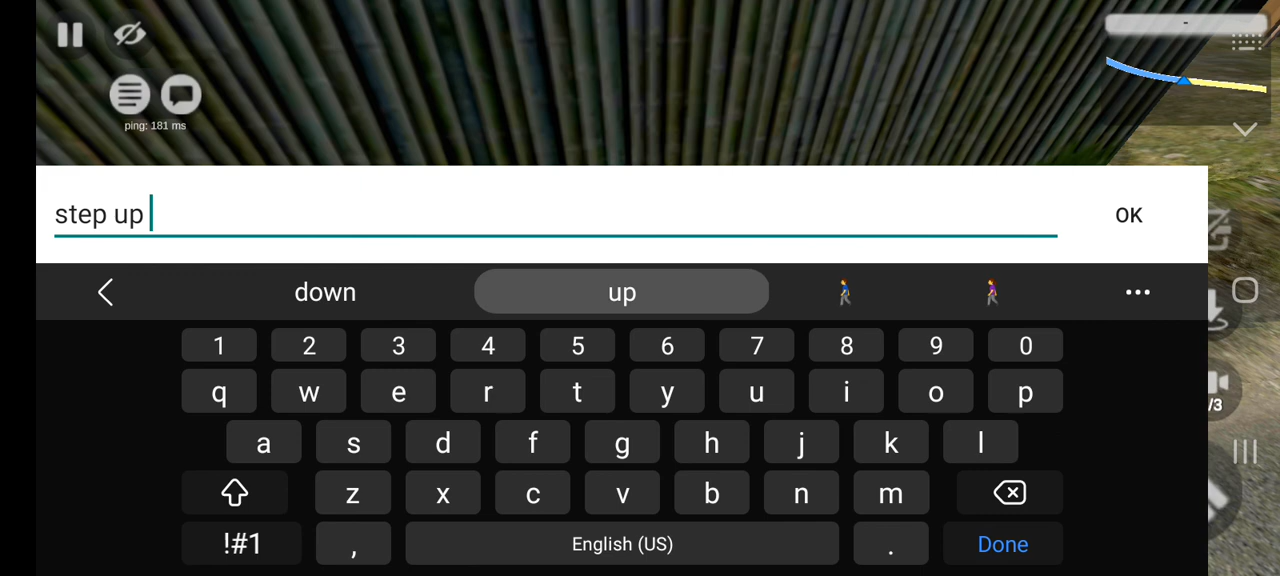 -
ping: 181 ms
step up
OK
down up
1 2 3 4 5 6 7 8 9 0
q w e r t y u i o p
a s d f g h j k l
z x c v b n m
!#1 , English (US) . Done
/3